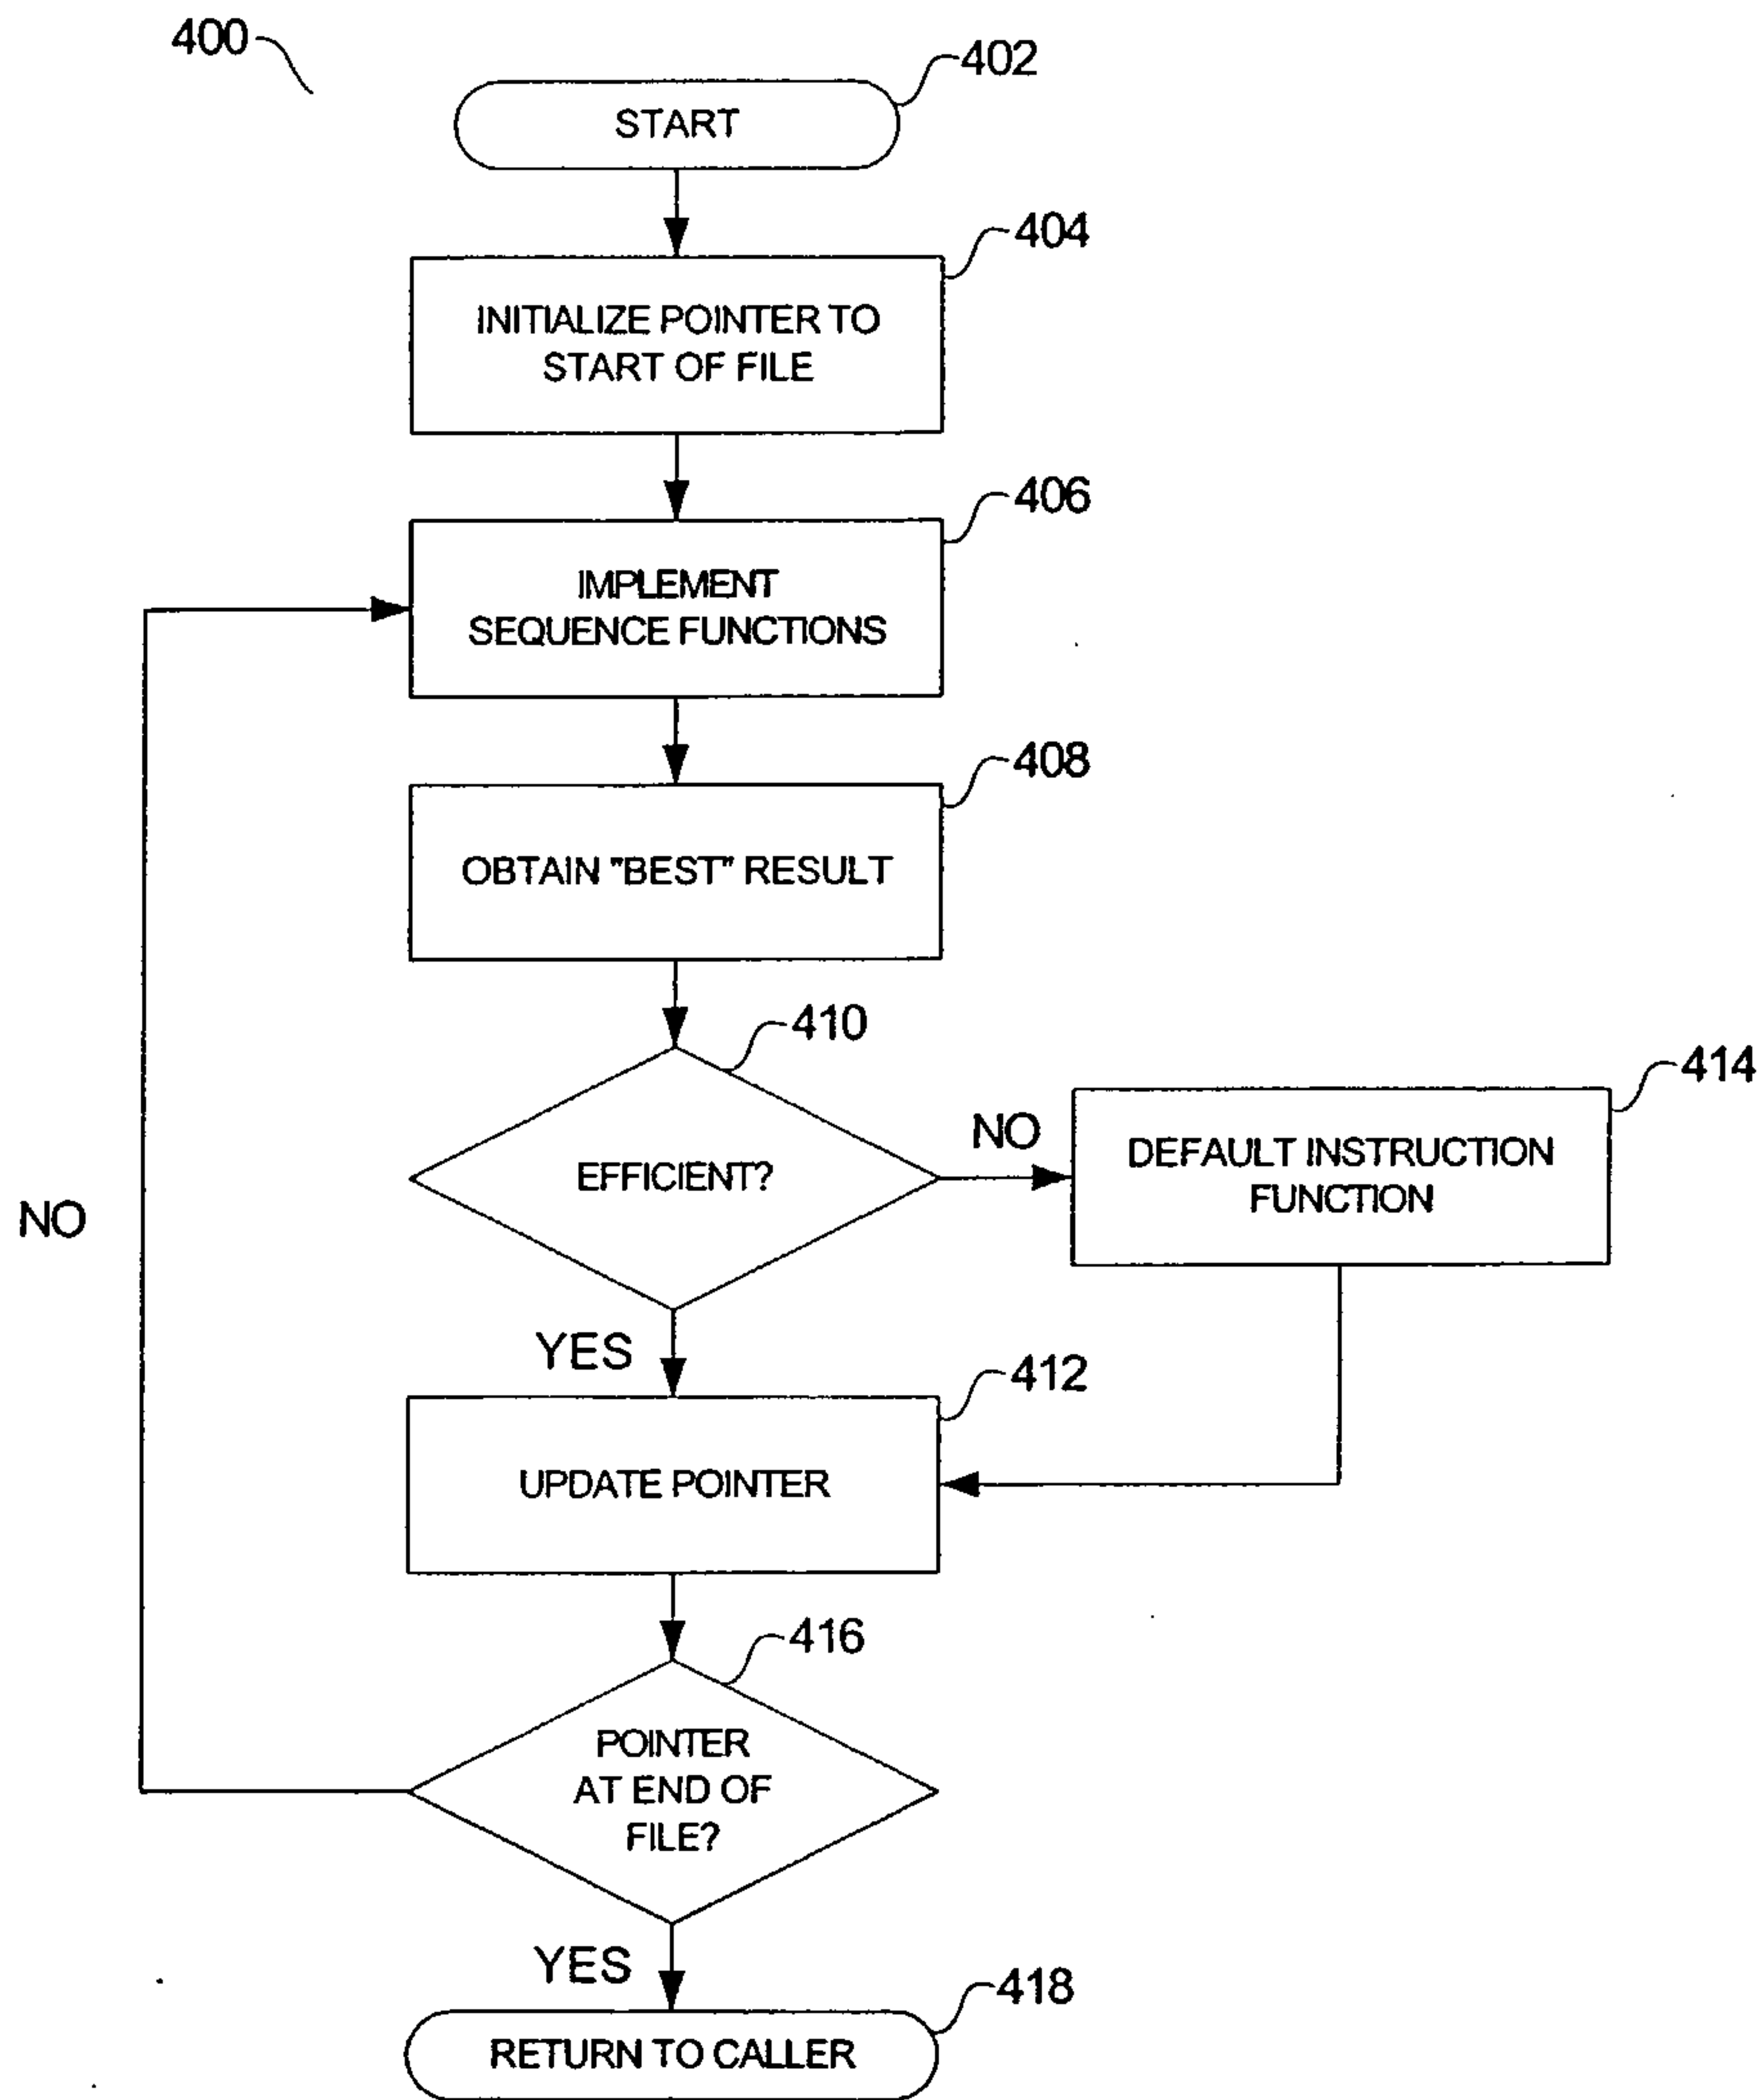 400
402
START
404
INITIALIZE POINTER TO
START OF FILE
406
IMPLEMENT
SEQUENCE FUNCTIONS
408
OBTAIN "BEST" RESULT
410
EFFICIENT?
NO
414
DEFAULT INSTRUCTION
FUNCTION
NO
YES
412
UPDATE POINTER
416
POINTER
AT END OF
FILE?
YES
418
RETURN TO CALLER